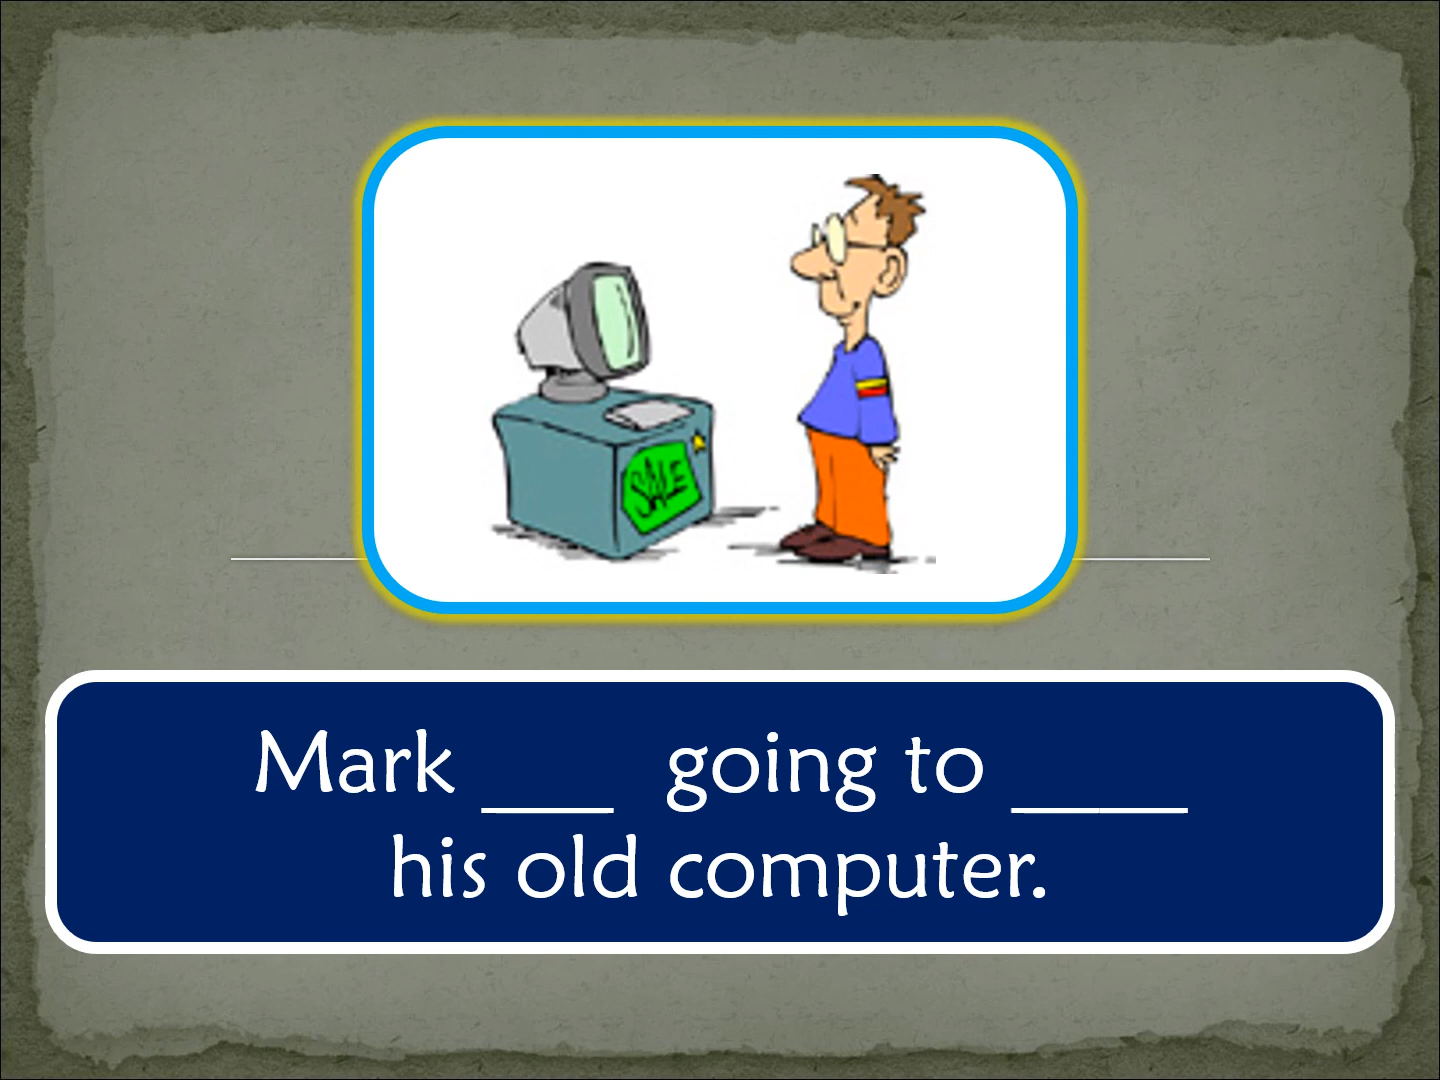 SALE
Mark ___ going to ____
his old computer.